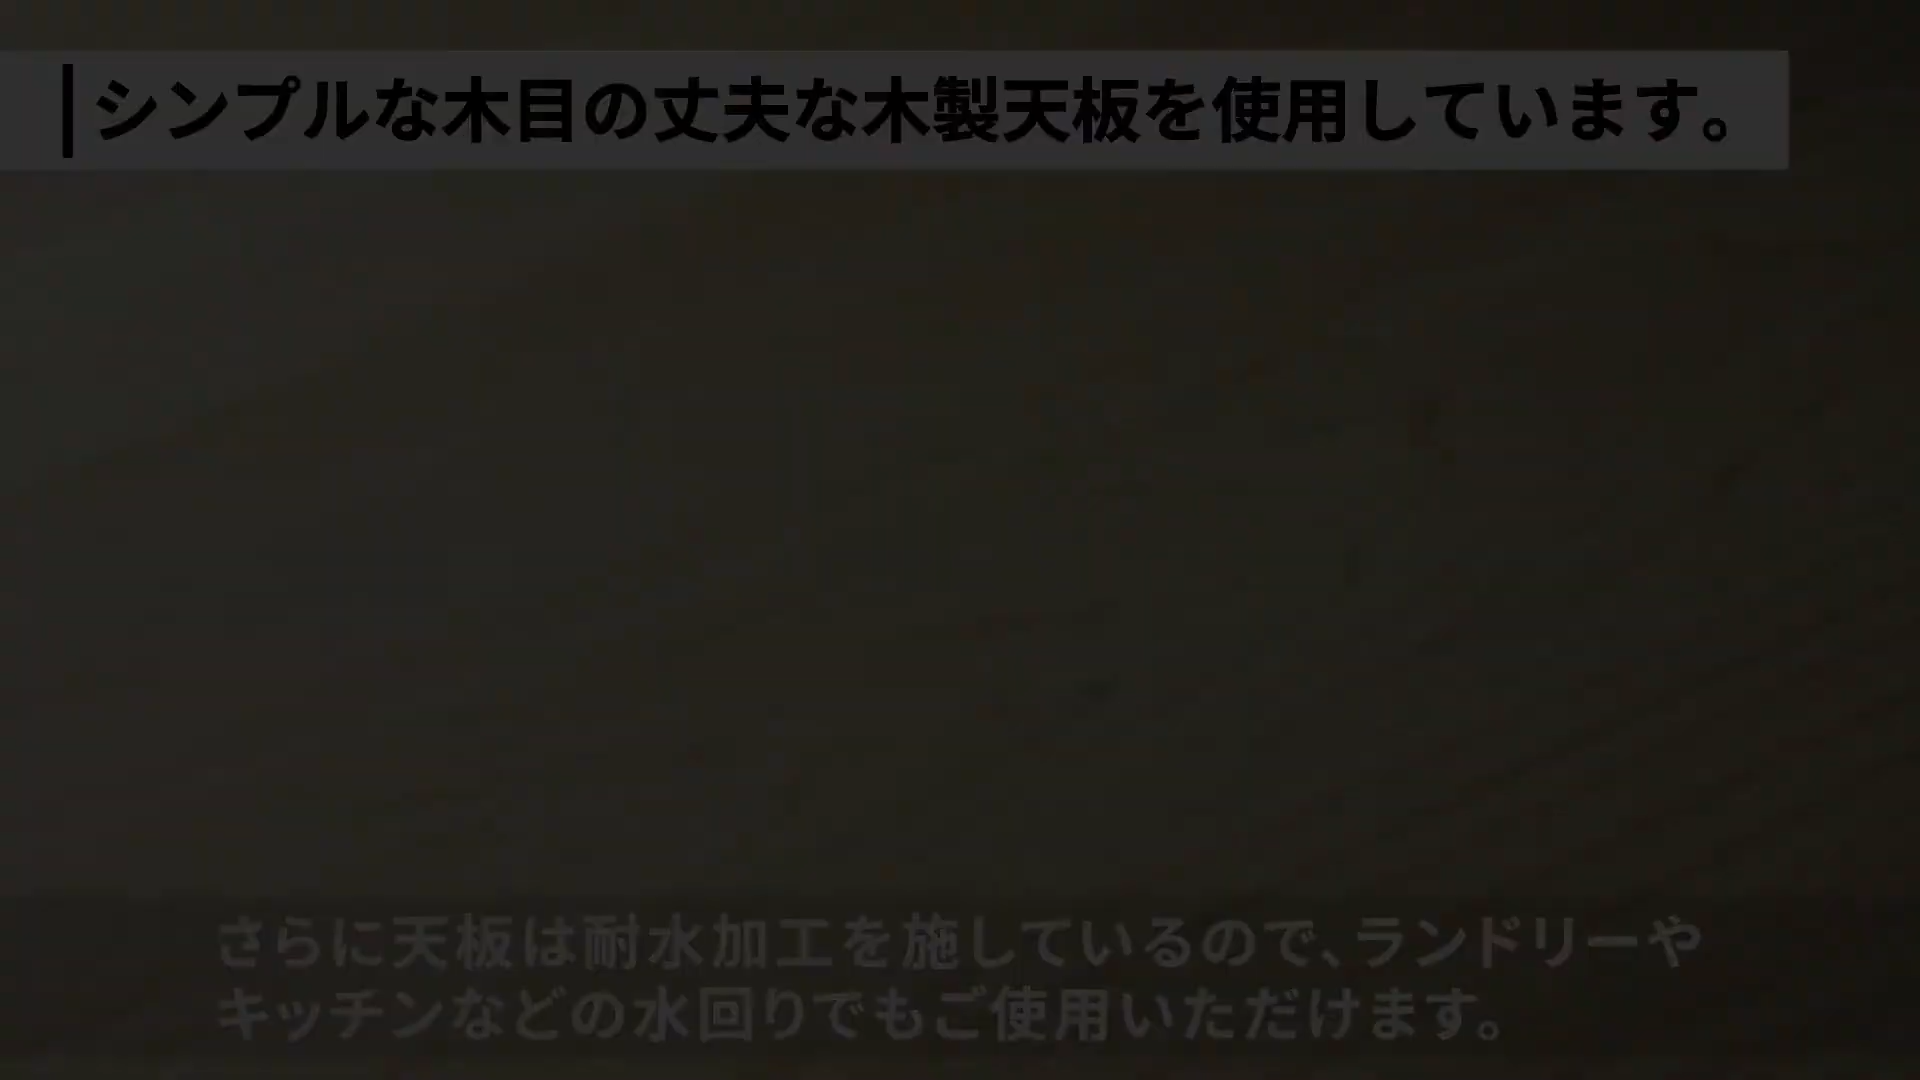 シンプルな木目の丈夫な木製天板を使用しています。
さらに天板は耐水加工を施しているので、ランドリーや
キッチンなどの水回りでもご使用いただけます。